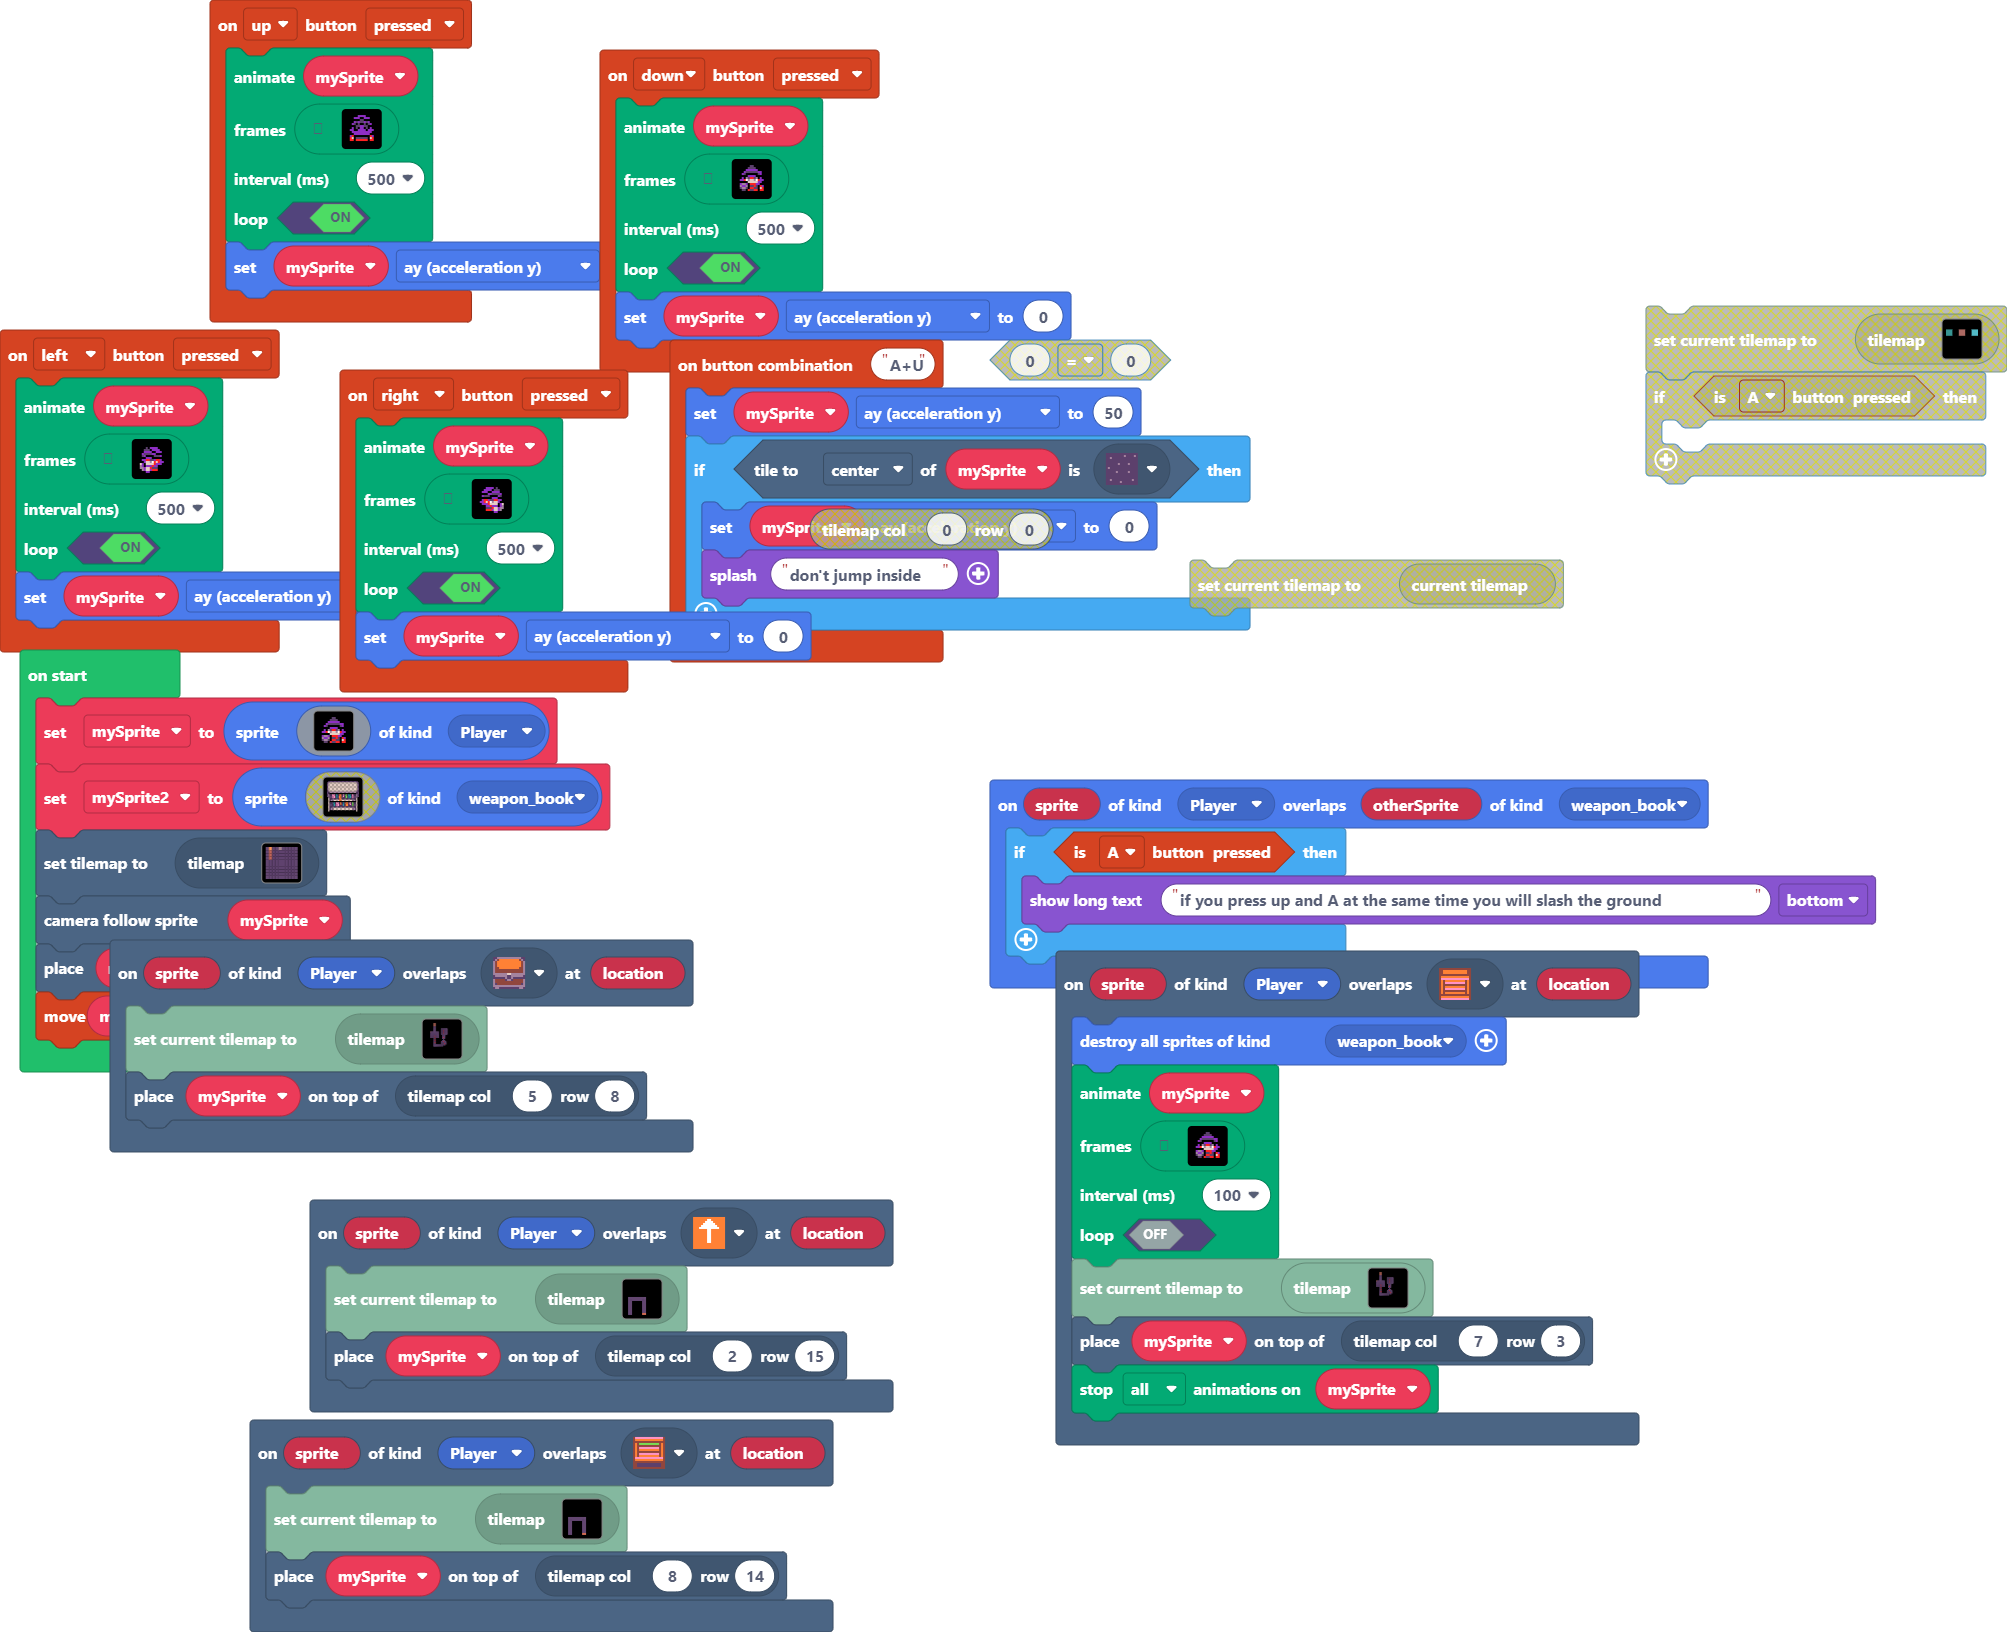 on up button pressed
animate mySprite
frames
interval (ms) 500
loop ON
set mySprite ay (acceleration y)
on down button pressed
animate mySprite
frames
interval (ms) 500
loop ON
set mySprite ay (acceleration y) to 0
on left button pressed
animate mySprite
frames
interval (ms) 500
loop ON
set mySprite ay (acceleration y)
on right button pressed
animate mySprite
frames
interval (ms) 500
loop ON
set mySprite ay (acceleration y) to 0
on button combination "A+U"
set mySprite ay (acceleration y) to 50
if tile to center of mySprite is then
set mySpri to 0
splash "don't jump inside "
0 = 0
tilemap col 0 row 0
set current tilemap to tilemap
if is A button pressed then
set current tilemap to current tilemap
on start
set mySprite to sprite of kind Player
set mySprite2 to sprite of kind weapon_book
set tilemap to tilemap
camera follow sprite mySprite
place
move
on sprite of kind Player overlaps at location
set current tilemap to tilemap
place mySprite on top of tilemap col 5 row 8
on sprite of kind Player overlaps at location
set current tilemap to tilemap
place mySprite on top of tilemap col 2 row 15
on sprite of kind Player overlaps at location
set current tilemap to tilemap
place mySprite on top of tilemap col 8 row 14
on sprite of kind Player overlaps otherSprite of kind weapon_book
if is A button pressed then
show long text "if you press up and A at the same time you will slash the ground " bottom
on sprite of kind Player overlaps at location
destroy all sprites of kind weapon_book
animate mySprite
frames
interval (ms) 100
loop OFF
set current tilemap to tilemap
place mySprite on top of tilemap col 7 row 3
stop all animations on mySprite